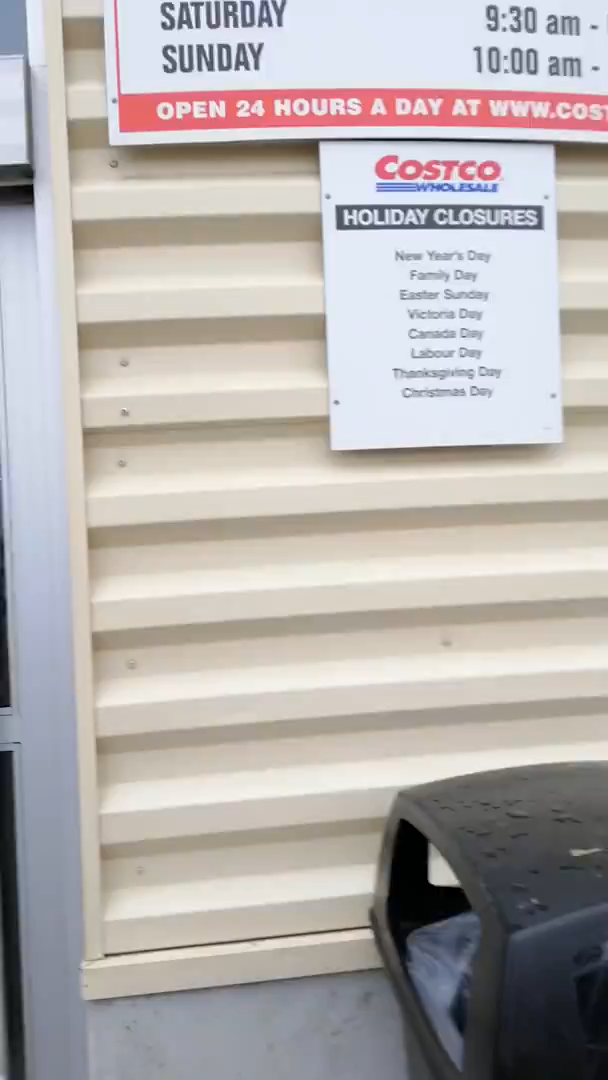 SATURDAY 9:30 am -
SUNDAY 10:00 am -
OPEN 24 HOURS A DAY AT WWW.COST
COSTCO
WHOLESALE
HOLIDAY CLOSURES
New Year's Day
Family Day
Easter Sunday
Victoria Day
Canada Day
Labour Day
Thanksgiving Day
Christmas Day